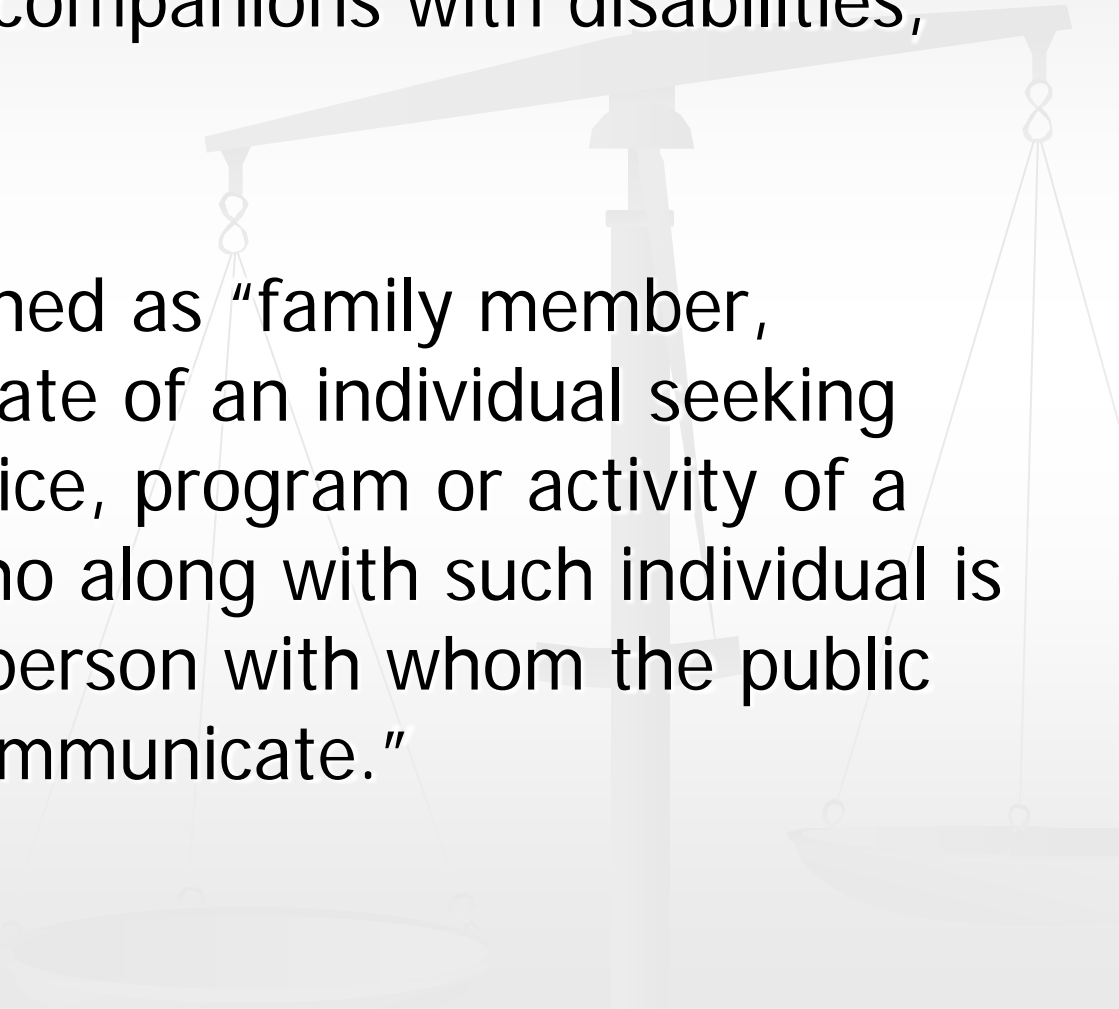 companions with disabilities,
ned as “family member,
ate of an individual seeking
ice, program or activity of a
ho along with such individual is
person with whom the public
mmunicate.”